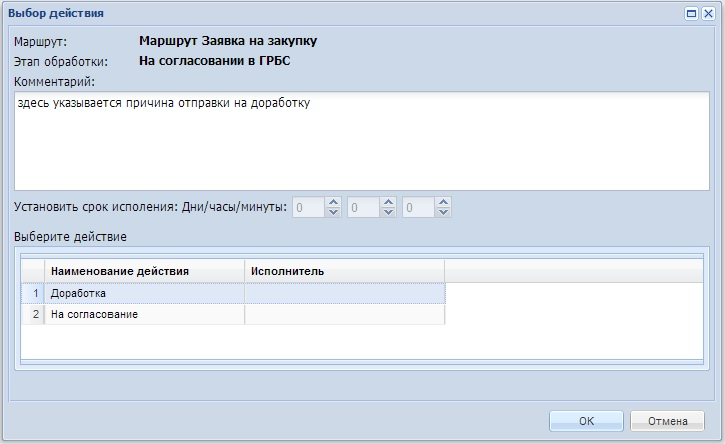 Выбор действия
Маршрут: Маршрут Заявка на закупку
Этап обработки: На согласовании в ГРБС
Комментарий:
здесь указывается причина отправки на доработку
Установить срок исполения: Дни/часы/минуты: 0 0 0
Выберите действие
Наименование действия Исполнитель
1 Доработка
2 На согласование
OK Отмена